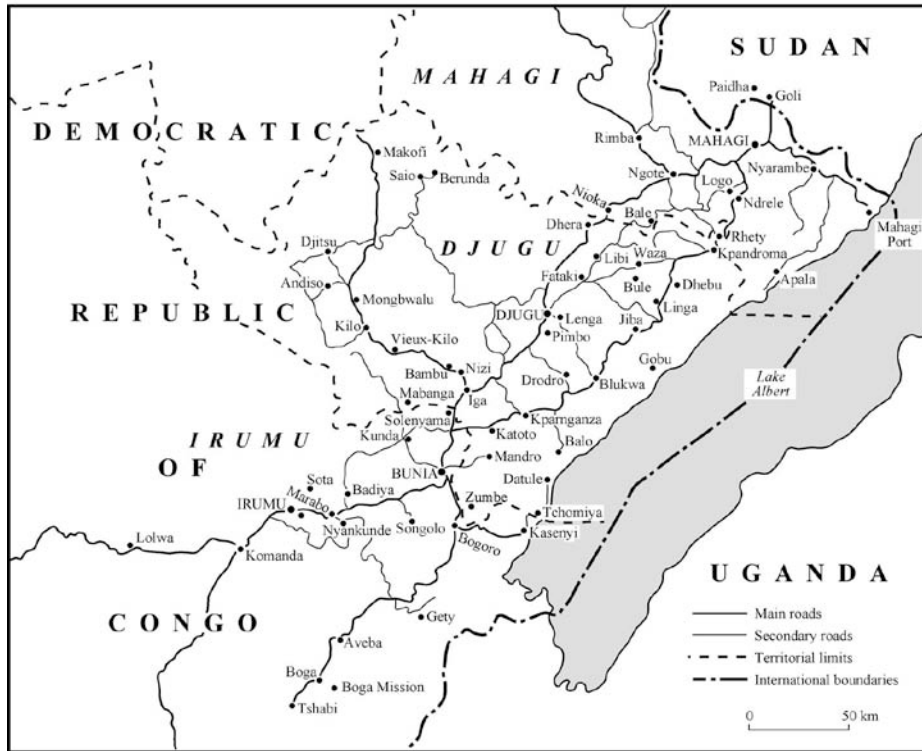 SUDAN
MAHAGI
Paidha
Goli
DEMOCRATIC
Rimba
MAHAGI
Makofi
Nyarambe
Saio
Berunda
Ngote
Logo
Ndrele
Nioka
Bale
Mahagi
Port
Dhera
Rhety
Djitsu
DJUGU
Libi
Waza
Kpandroma
Fataki
Apala
Andiso
Bule
Dhebu
REPUBLIC
Mongbwalu
Linga
DJUGU
Lenga
Jiba
Kilo
Pimbo
Vieux-Kilo
Gobu
Bambu
Nizi
Drodro
Blukwa
Lake
Albert
Mabanga
Iga
Solenyama
Kparnganza
IRUMU
Kunda
Katoto
Balo
OF
Mandro
BUNIA
Datule
Sota
Badiya
Zumbe
Marabo
IRUMU
Tchomiya
Nyankunde
Songolo
Bogoro
Kasenyi
Lolwa
Komanda
UGANDA
CONGO
Gety
Main roads
Secondary roads
Aveba
Territorial limits
Boga
Boga Mission
International boundaries
Tshabi
0 50 km